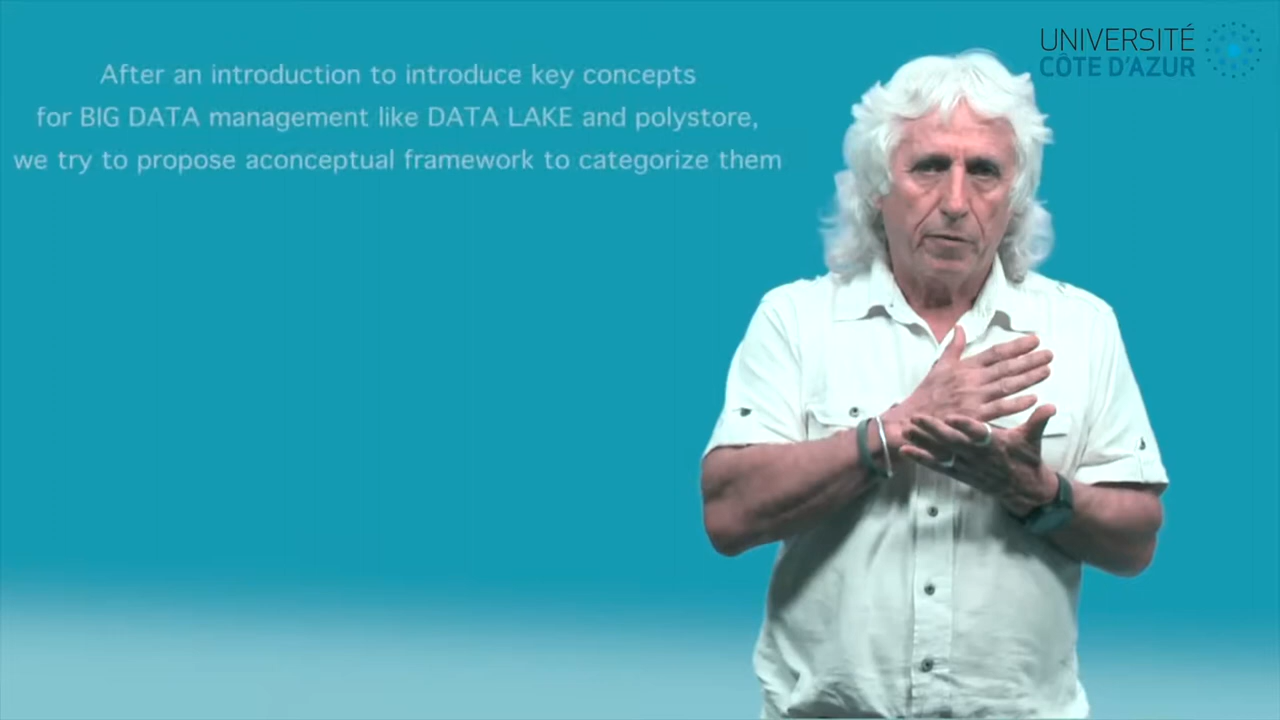 After an introduction to introduce key concepts
for BIG DATA management like DATA LAKE and polystore,
we try to propose aconceptual framework to categorize them
UNIVERSITÉ
CÔTE D'AZUR